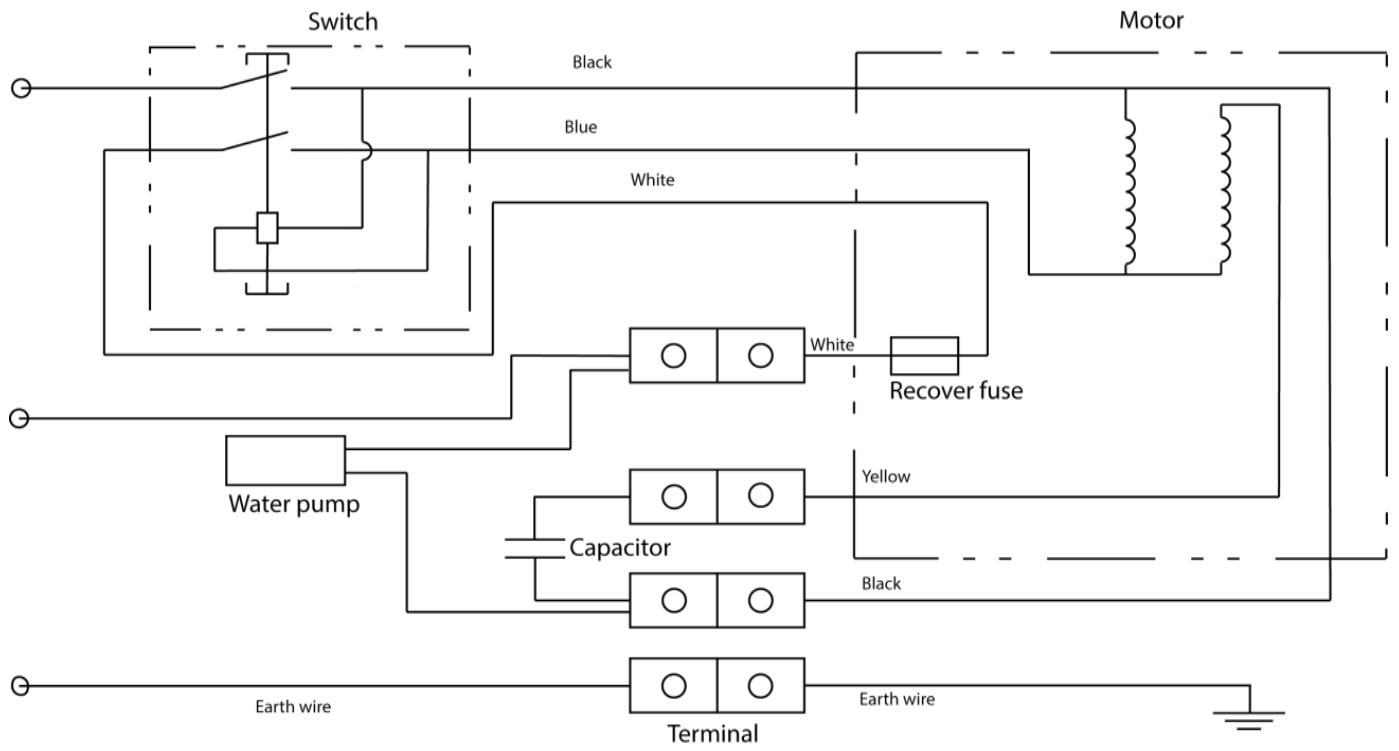 Switch
Motor
Black
Blue
White
White
Recover fuse
Water pump
Yellow
Capacitor
Black
Earth wire
Earth wire
Terminal